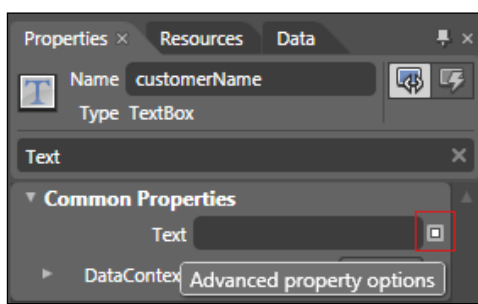 Properties × Resources Data
Name customerName
Type TextBox
Text
Common Properties
Text
DataContex
Advanced property options